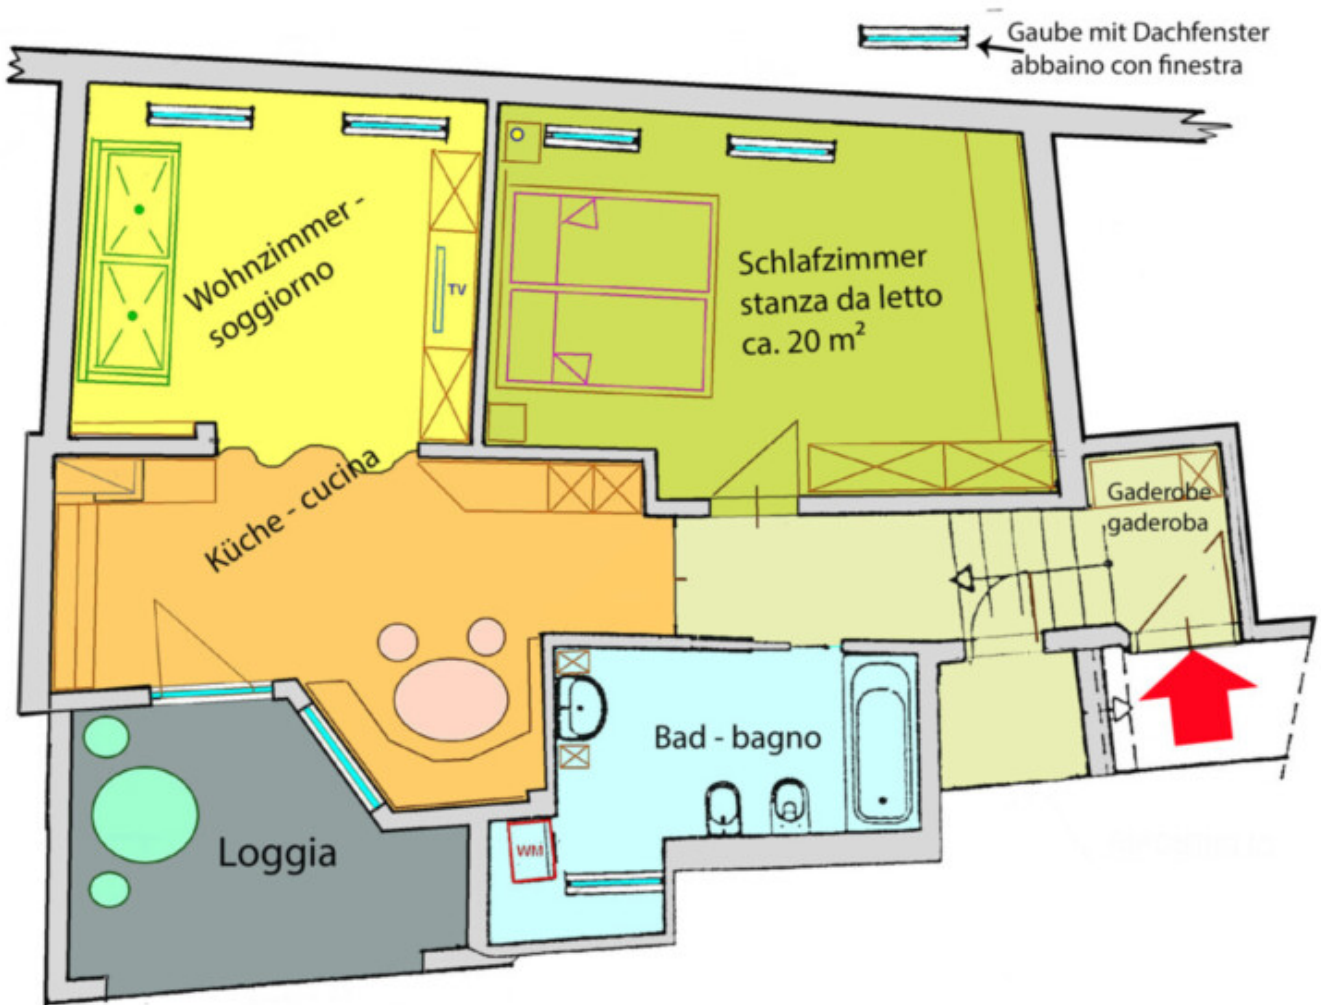 Gaube mit Dachfenster
abbaino con finestra
Wohnzimmer -
soggiorno
TV
Schlafzimmer
stanza da letto
ca. 20 m²
Küche - cucina
Gaderobe
gaderoba
Bad - bagno
WM
Loggia